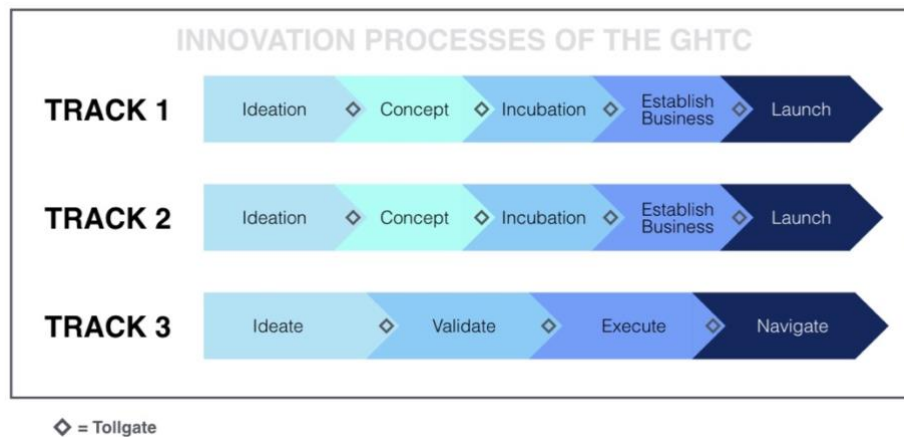 INNOVATION PROCESSES OF THE GHTC
TRACK 1
Ideation
Concept
Incubation
Establish
Business
Launch
TRACK 2
Ideation
Concept
Incubation
Establish
Business
Launch
TRACK 3
Ideate
Validate
Execute
Navigate
= Tollgate